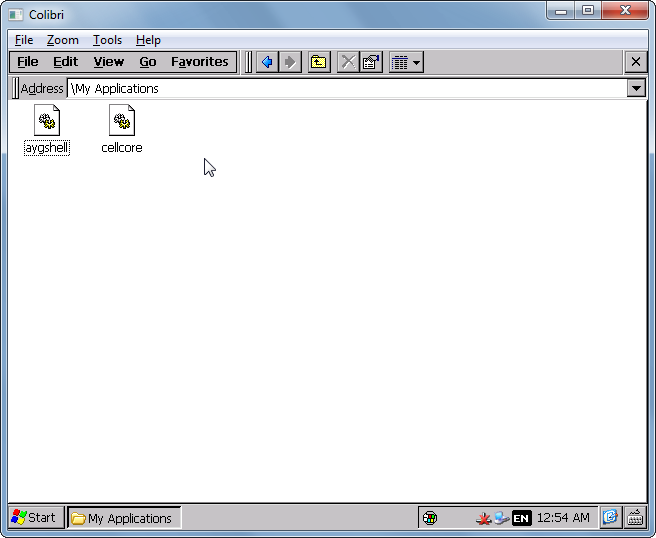 Colibri
File Zoom Tools Help
File Edit View Go Favorites
Address \My Applications
aygshell cellcore
Start My Applications EN 12:54 AM